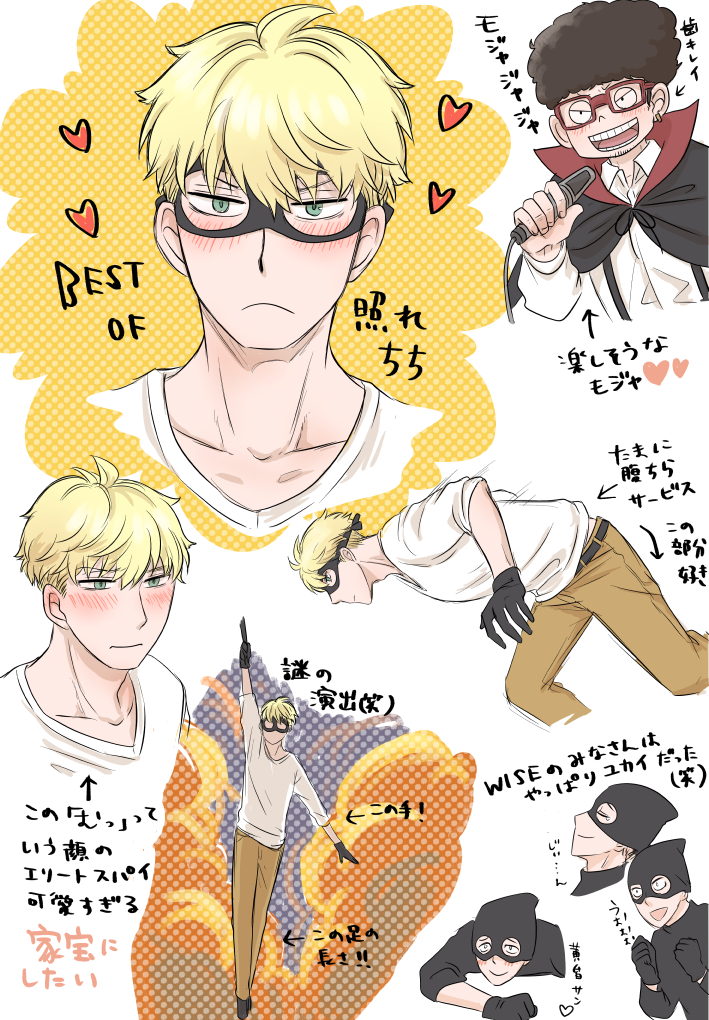 モジャジャジャ
歯キレイ
BEST
OF
照れ
ちち
楽しそうな
モジャ
たまに
腹ちら
サービス
この
部分
好き
謎の
演出(笑)
この手!
この足の
長さ!!
この「むっ」って
いう顔の
エリートスパイ
可愛すぎる
家宝に
したい
WISEのみなさんは
やっぱりユカイだった
(笑)
じぃ…ん
黄昏サン